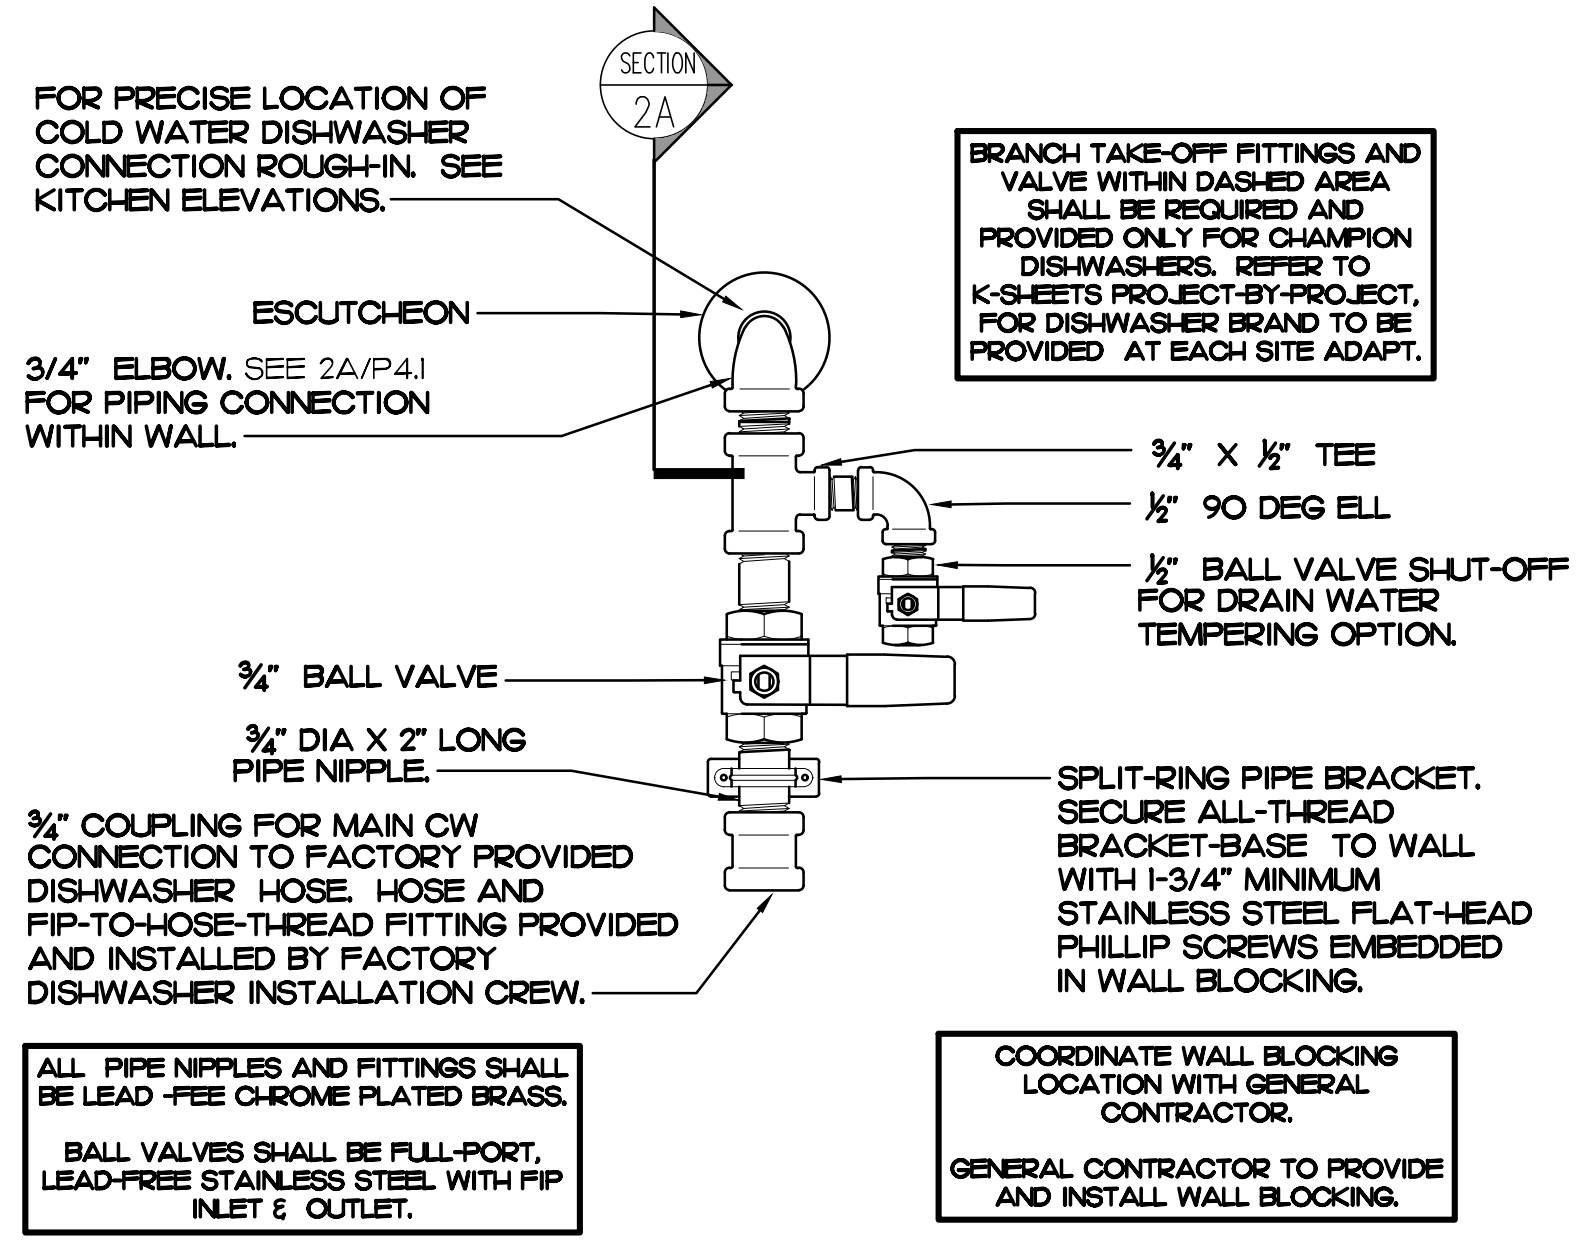 SECTION
2A
FOR PRECISE LOCATION OF
COLD WATER DISHWASHER
CONNECTION ROUGH-IN.  SEE
KITCHEN ELEVATIONS.
ESCUTCHEON
3/4"  ELBOW. SEE 2A/P4.1
FOR PIPING CONNECTION
WITHIN WALL.
BRANCH TAKE-OFF FITTINGS AND
VALVE WITHIN DASHED AREA
SHALL BE REQUIRED AND
PROVIDED ONLY FOR CHAMPION
DISHWASHERS.  REFER TO
K-SHEETS PROJECT-BY-PROJECT,
FOR DISHWASHER BRAND TO BE
PROVIDED  AT EACH SITE ADAPT.
3/4"  X  1/2"  TEE
1/2"  90 DEG ELL
1/2"  BALL VALVE SHUT-OFF
FOR DRAIN WATER
TEMPERING OPTION.
3/4"  BALL VALVE
3/4" DIA X 2" LONG
PIPE NIPPLE.
3/4" COUPLING FOR MAIN CW
CONNECTION TO FACTORY PROVIDED
DISHWASHER  HOSE.  HOSE AND
FIP-TO-HOSE-THREAD FITTING PROVIDED
AND INSTALLED BY FACTORY
DISHWASHER INSTALLATION CREW.
SPLIT-RING PIPE BRACKET.
SECURE ALL-THREAD
BRACKET-BASE  TO WALL
WITH 1-3/4" MINIMUM
STAINLESS STEEL FLAT-HEAD
PHILLIP SCREWS EMBEDDED
IN WALL BLOCKING.
ALL  PIPE NIPPLES AND FITTINGS SHALL
BE LEAD -FEE CHROME PLATED BRASS.
BALL VALVES SHALL BE FULL-PORT,
LEAD-FREE STAINLESS STEEL WITH FIP
INLET &  OUTLET.
COORDINATE WALL BLOCKING
LOCATION WITH GENERAL
CONTRACTOR.
GENERAL CONTRACTOR TO PROVIDE
AND INSTALL WALL BLOCKING.